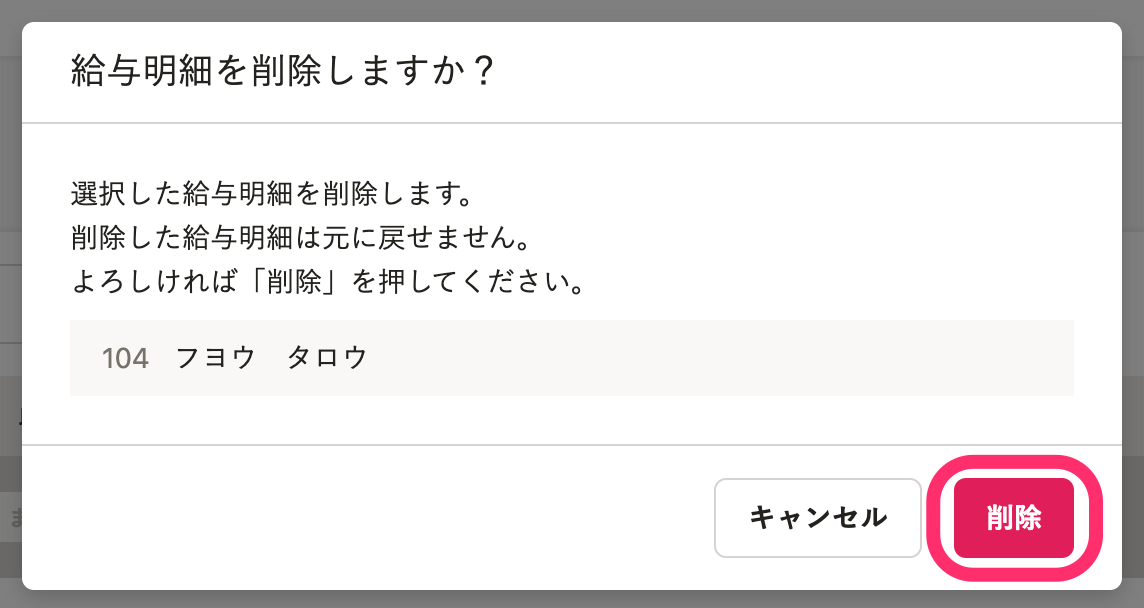 給与明細を削除しますか？
選択した給与明細を削除します。
削除した給与明細は元に戻せません。
よろしければ「削除」を押してください。
104 フヨウ　タロウ
キャンセル
削除